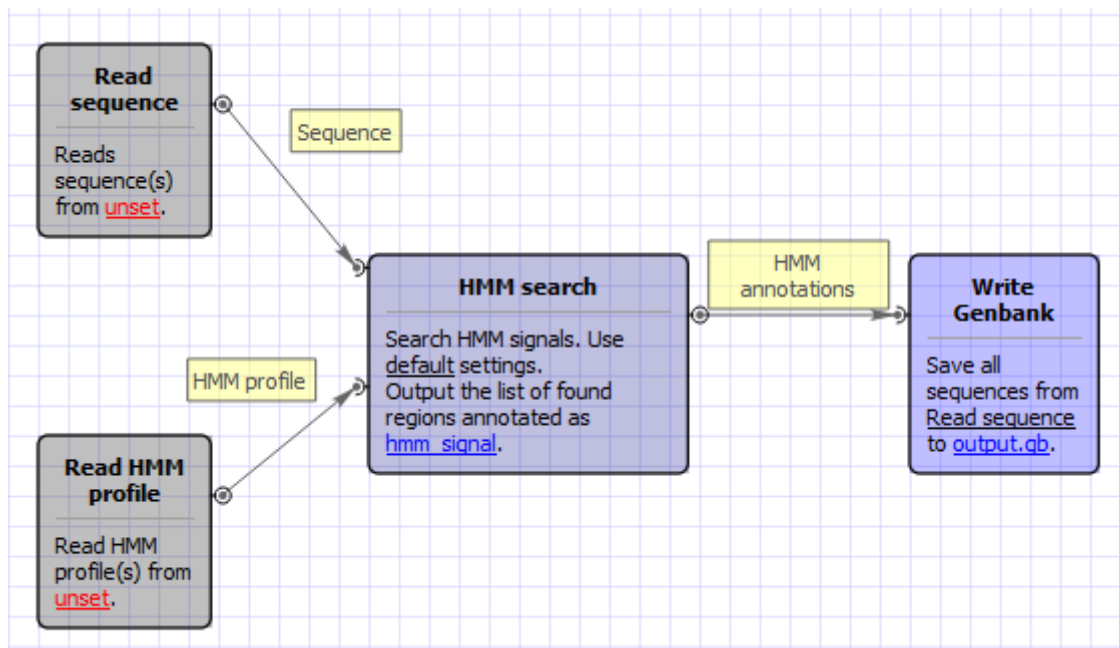 Read
sequence
Reads
sequence(s)
from unset.
Sequence
HMM profile
Read HMM
profile
Read HMM
profile(s) from
unset.
HMM search
Search HMM signals. Use
default settings.
Output the list of found
regions annotated as
hmm_signal.
HMM
annotations
Write
Genbank
Save all
sequences from
Read sequence
to output.gb.